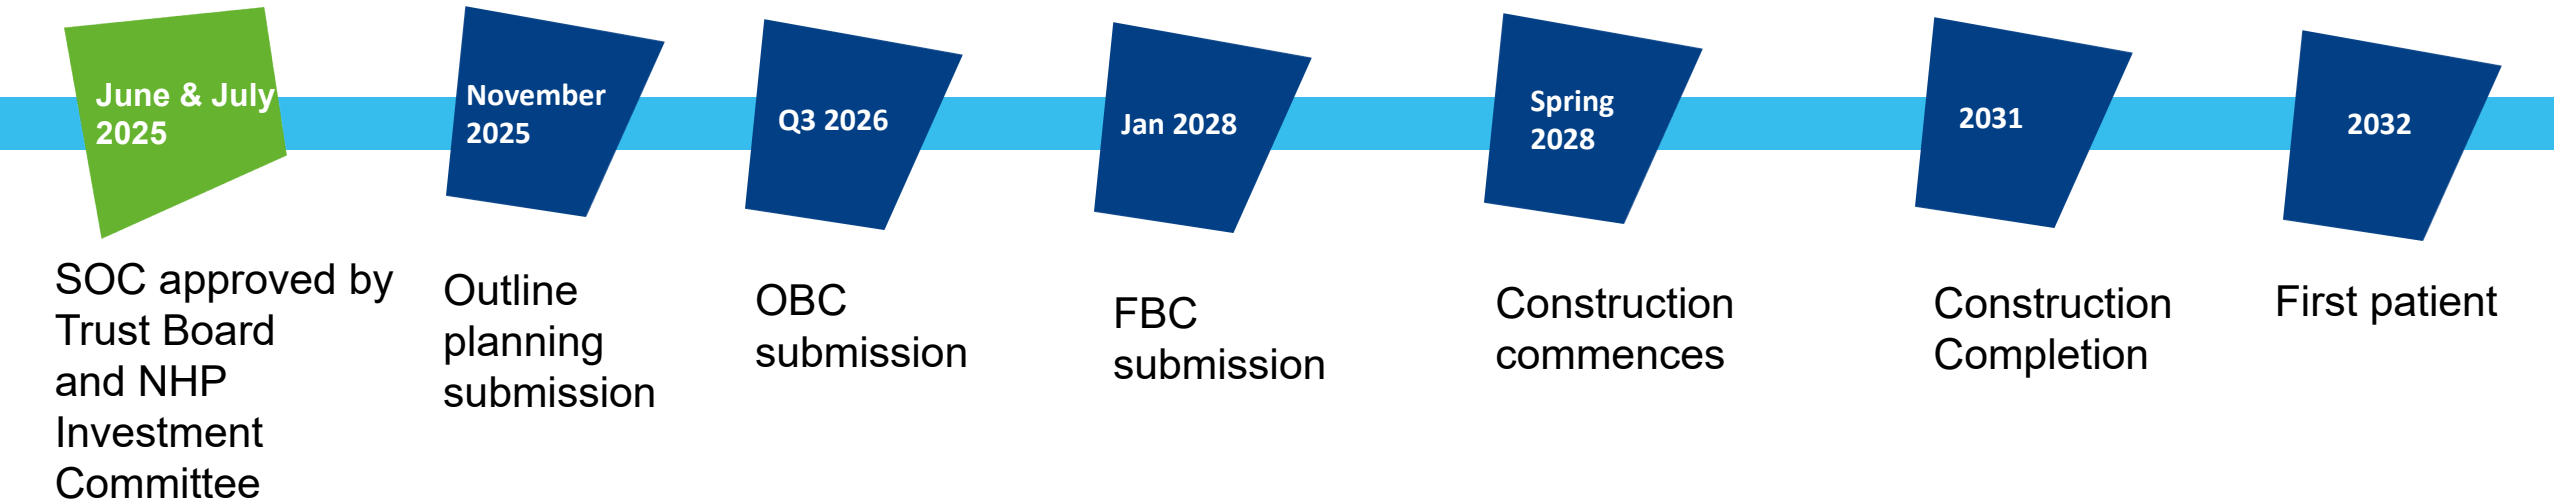 June & July
2025
SOC approved by
Trust Board
and NHP
Investment
Committee
November
2025
Outline
planning
submission
Q3 2026
OBC
submission
Jan 2028
FBC
submission
Spring
2028
Construction
commences
2031
Construction
Completion
2032
First patient